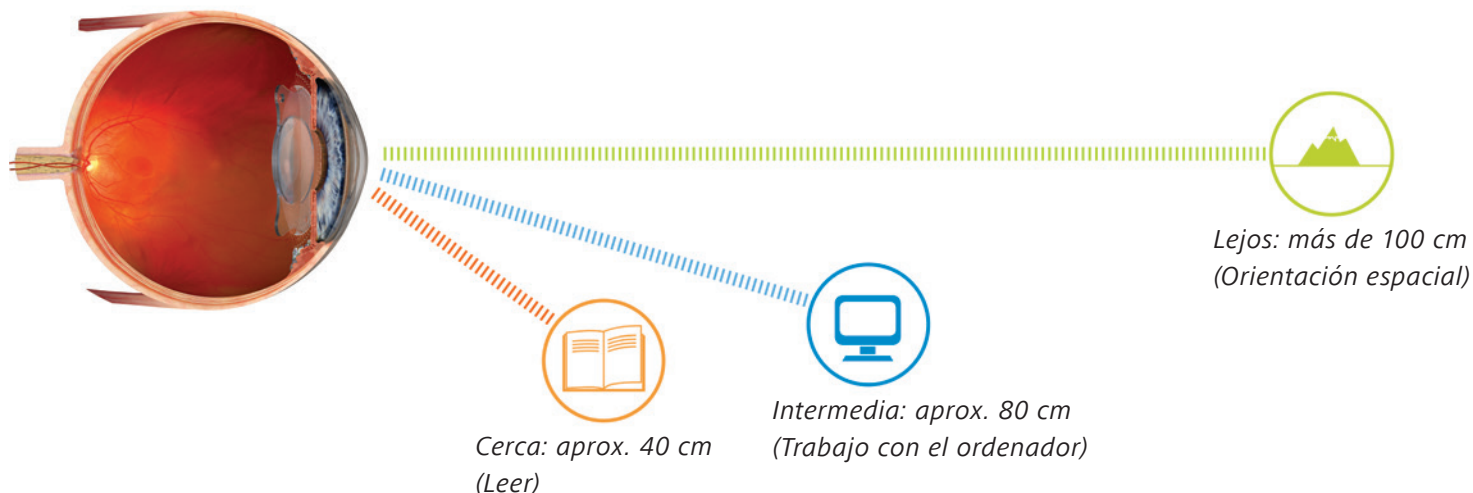 Lejos: más de 100 cm
(Orientación espacial)
Intermedia: aprox. 80 cm
(Trabajo con el ordenador)
Cerca: aprox. 40 cm
(Leer)